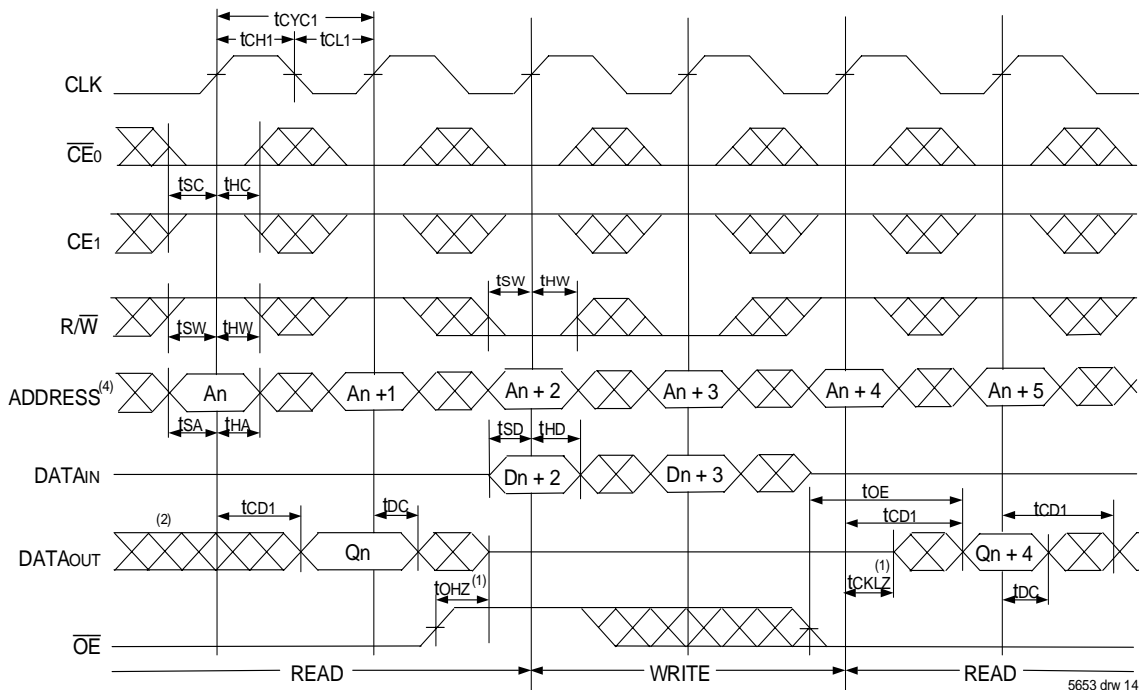 tCYC1
tCH1 tCL1
CLK
CE0
tSC tHC
CE1
tSW tHW
R/W
tSW tHW
ADDRESS(4) An An +1 An + 2 An + 3 An + 4 An + 5
tSA tHA tSD tHD
DATAIN Dn + 2 Dn + 3
tOE
(2) tCD1 tDC tCD1 tCD1
DATAOUT Qn Qn + 4
tOHZ(1) tCKLZ(1) tDC
OE
READ WRITE READ
5653 drw 14